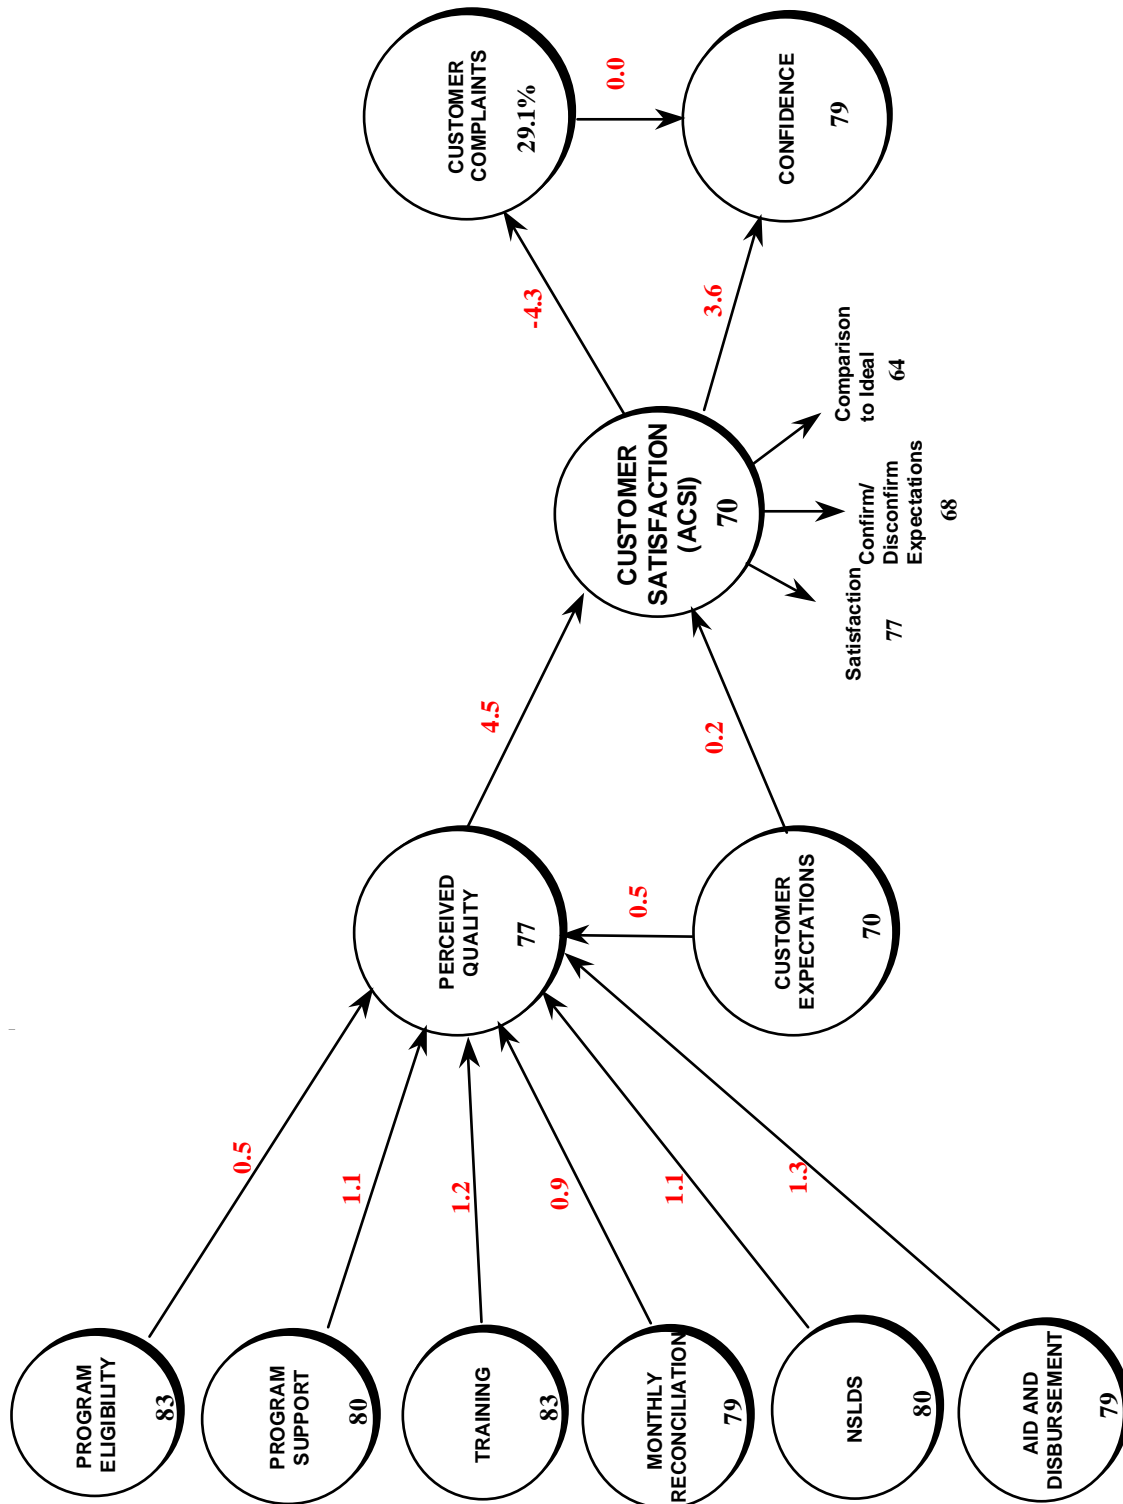 PROGRAM
ELIGIBILITY
83
PROGRAM
SUPPORT
80
TRAINING
83
MONTHLY
RECONCILIATION
79
NSLDS
80
AID AND
DISBURSEMENT
79
0.5
1.1
1.2
0.9
1.1
1.3
PERCEIVED
QUALITY
77
0.5
CUSTOMER
EXPECTATIONS
70
4.5
0.2
CUSTOMER
SATISFACTION
(ACSI)
70
Satisfaction
77
Confirm/
Disconfirm
Expectations
68
Comparison
to Ideal
64
-4.3
3.6
CUSTOMER
COMPLAINTS
29.1%
0.0
CONFIDENCE
79